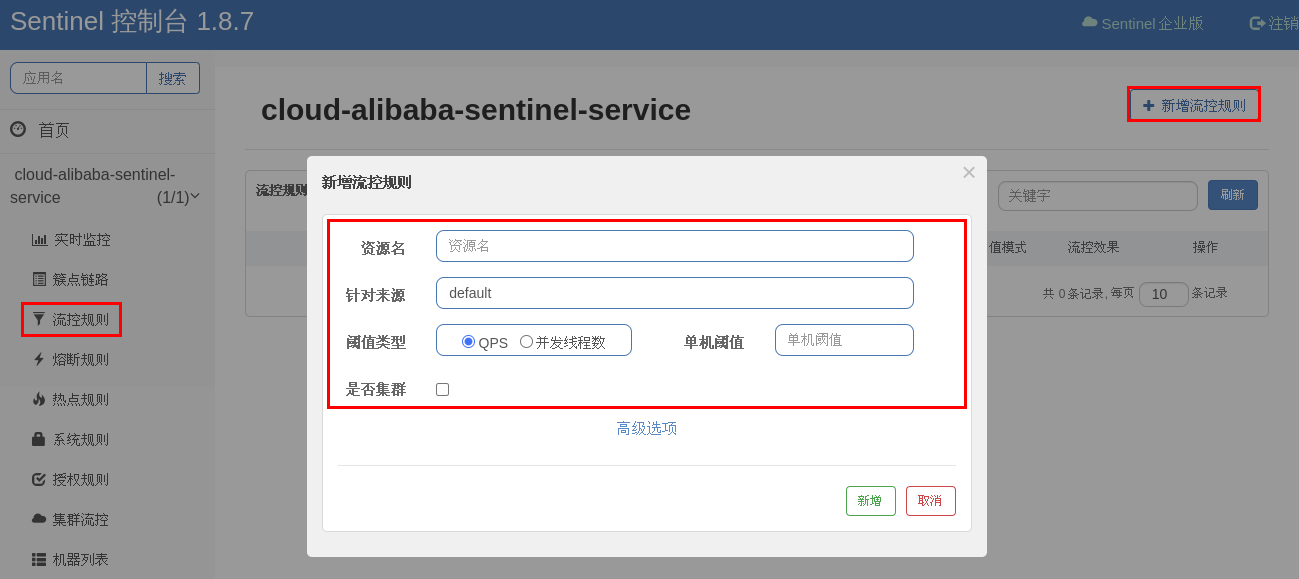 Sentinel 控制台 1.8.7
Sentinel 企业版
注销
应用名
搜索
首页
cloud-alibaba-sentinel-
service
(1/1)
实时监控
簇点链路
流控规则
熔断规则
热点规则
系统规则
授权规则
集群流控
机器列表
cloud-alibaba-sentinel-service
+ 新增流控规则
流控规则
关键字
刷新
值模式
流控效果
操作
共 0 条记录, 每页 10 条记录
新增流控规则
×
资源名
资源名
针对来源
default
阈值类型
QPS
并发线程数
单机阈值
单机阈值
是否集群
高级选项
新增
取消